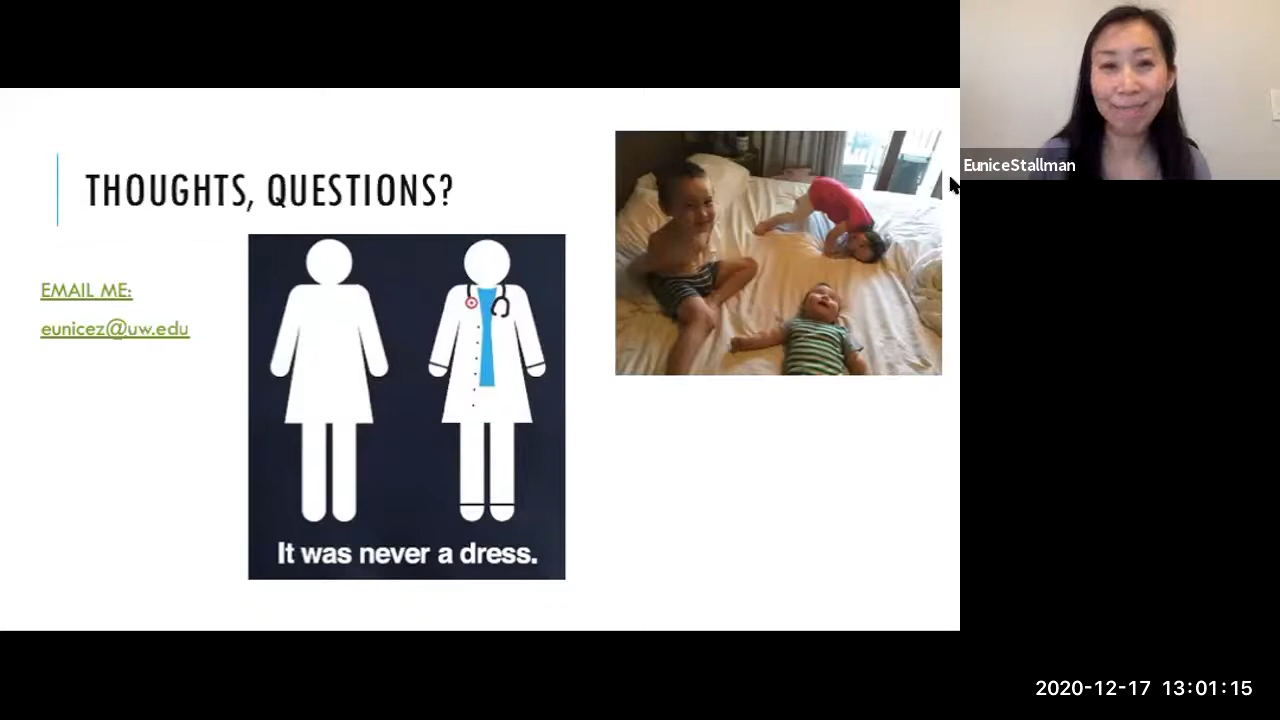 THOUGHTS, QUESTIONS?
EMAIL ME:
eunicez@uw.edu
It was never a dress.
EuniceStallman
2020-12-17 13:01:15